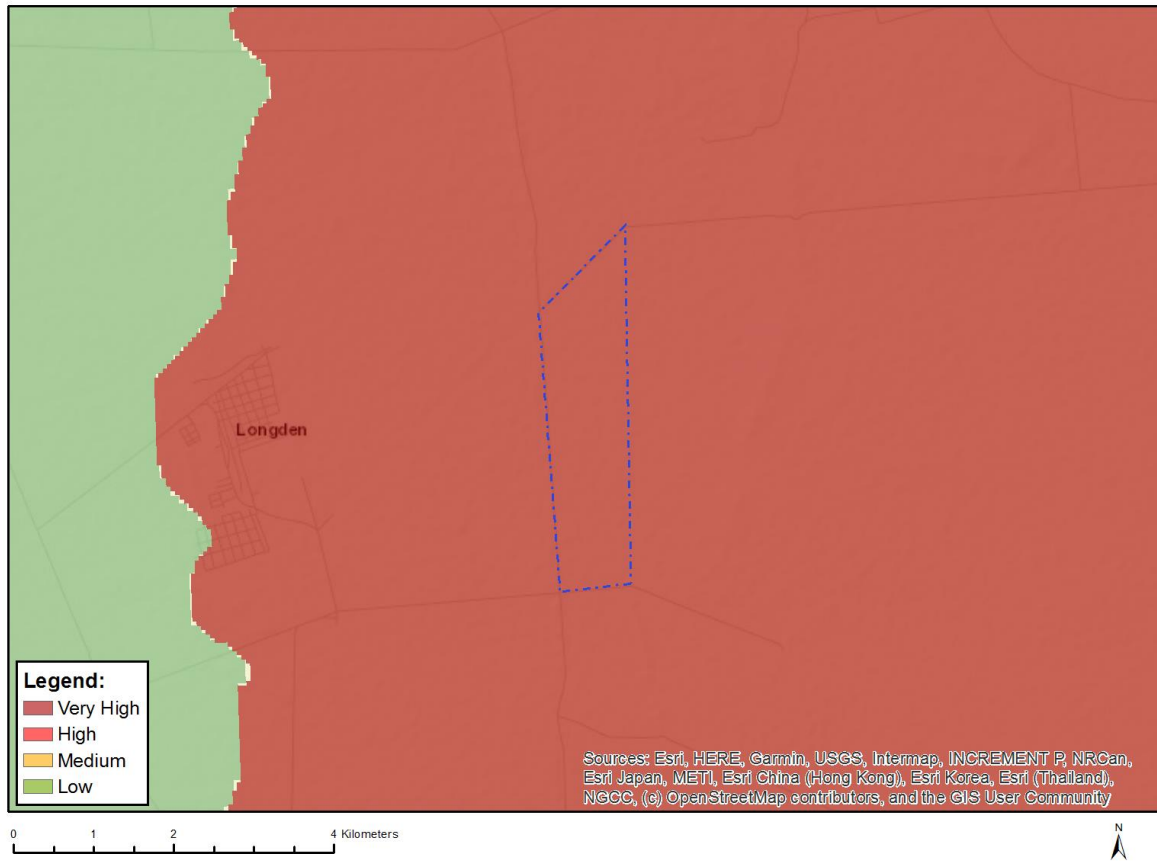 Longden
Legend:
Very High
High
Medium
Low
Sources: Esri, HERE, Garmin, USGS, Intermap, INCREMENT P, NRCan,
Esri Japan, METI, Esri China (Hong Kong), Esri Korea, Esri (Thailand),
NGCC, (c) OpenStreetMap contributors, and the GIS User Community
0 1 2 4 Kilometers
N